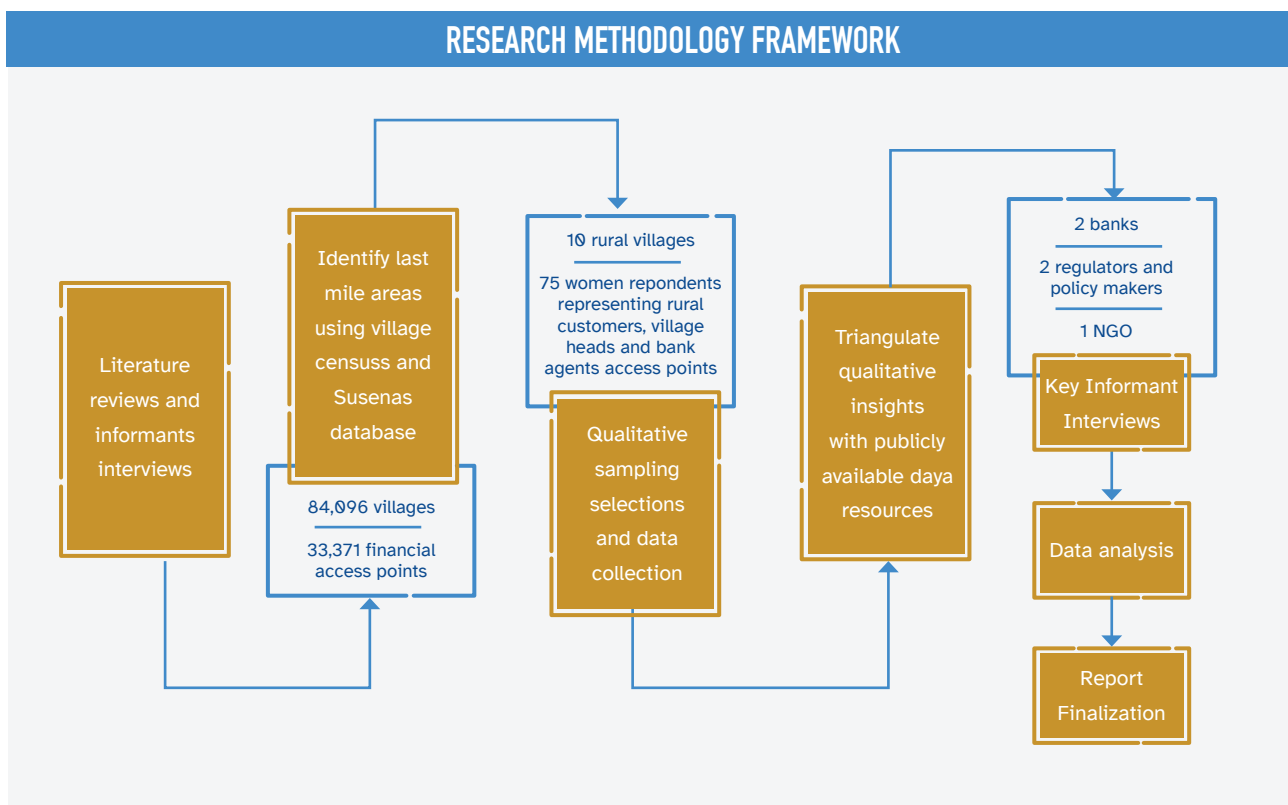 RESEARCH METHODOLOGY FRAMEWORK
Literature
reviews and
informants
interviews
Identify last
mile areas
using village
censuss and
Susenas
database
84,096 villages
33,371 financial
access points
10 rural villages
75 women repondents
representing rural
customers, village
heads and bank
agents access points
Qualitative
sampling
selections
and data
collection
Triangulate
qualitative
insights
with publicly
available daya
resources
2 banks
2 regulators and
policy makers
1 NGO
Key Informant
Interviews
Data analysis
Report
Finalization